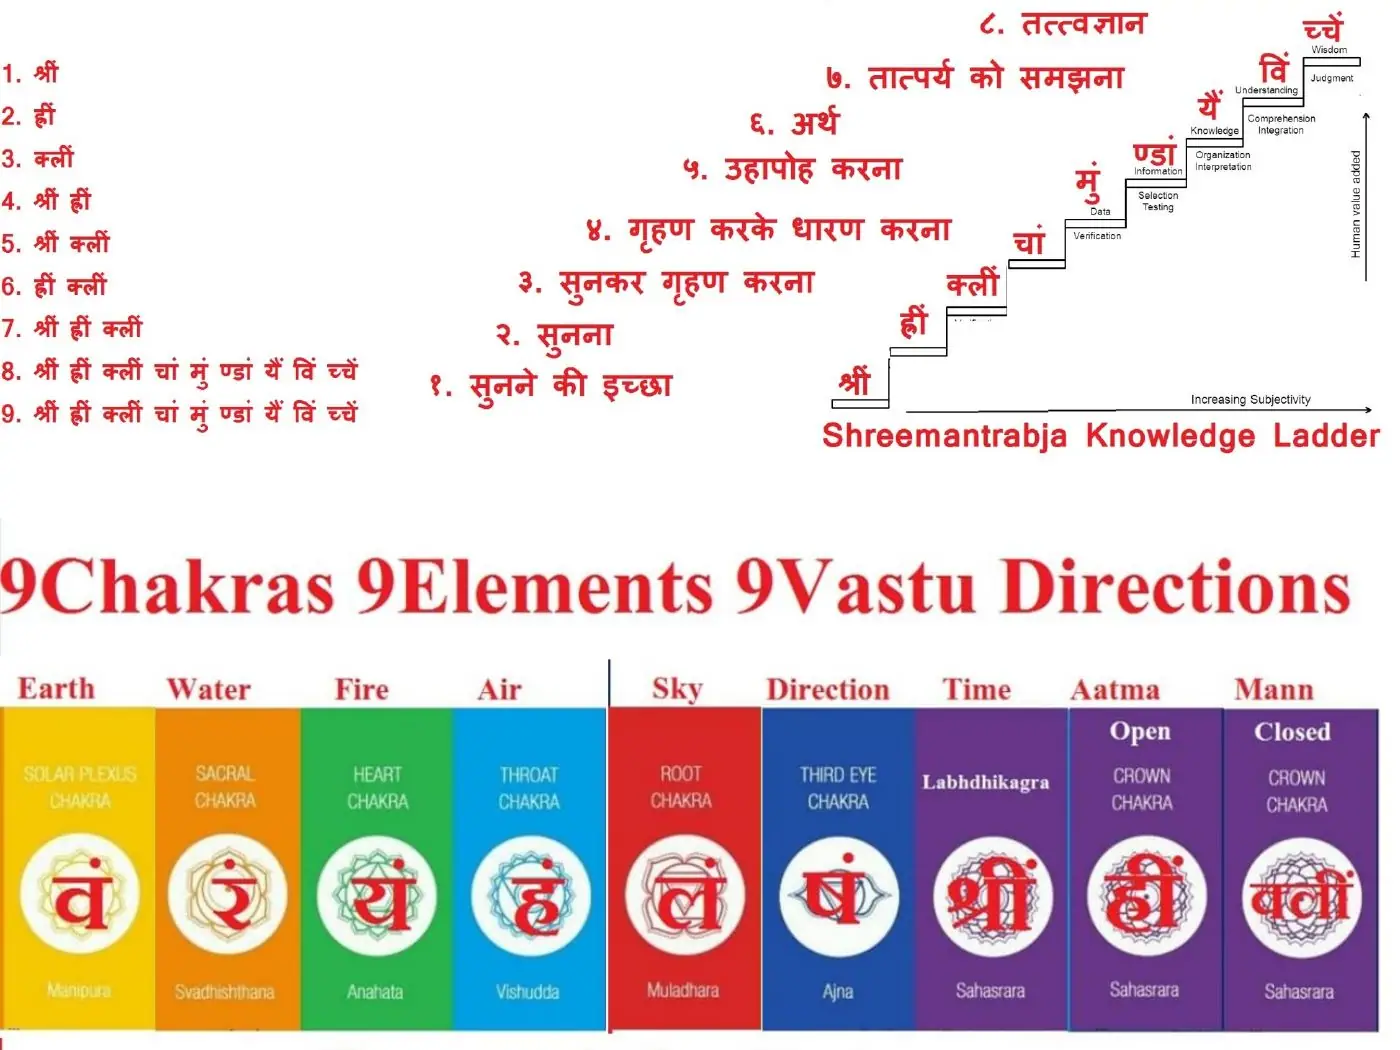 1. श्रीं
2. ह्रीं
3. क्लीं
4. श्रीं ह्रीं
5. श्रीं क्लीं
6. ह्रीं क्लीं
7. श्रीं ह्रीं क्लीं
8. श्रीं ह्रीं क्लीं चां मुं ण्डां यैं विं च्चें
9. श्रीं ह्रीं क्लीं चां मुं ण्डां यैं विं च्चें
८. तत्त्वज्ञान
७. तात्पर्य को समझना
६. अर्थ
५. उहापोह करना
४. गृहण करके धारण करना
३. सुनकर गृहण करना
२. सुनना
१. सुनने की इच्छा
च्चें
Wisdom
Judgment
विं
Understanding
Comprehension
Integration
यैं
Knowledge
Organization
Interpretation
ण्डां
Information
Selection
Testing
मुं
Data
Verification
चां
क्लीं
ह्रीं
श्रीं
Human value added
Increasing Subjectivity
Shreemantrabja Knowledge Ladder
9Chakras 9Elements 9Vastu Directions
Earth Water Fire Air Sky Direction Time Aatma Mann
Open Closed
SOLAR PLEXUS CHAKRA
SACRAL CHAKRA
HEART CHAKRA
THROAT CHAKRA
ROOT CHAKRA
THIRD EYE CHAKRA
Labhdhikagra
CROWN CHAKRA
CROWN CHAKRA
वं रं यं हं लं षं श्रीं ह्रीं क्लीं
Manipura Svadhishthana Anahata Vishudda Muladhara Ajna Sahasrara Sahasrara Sahasrara